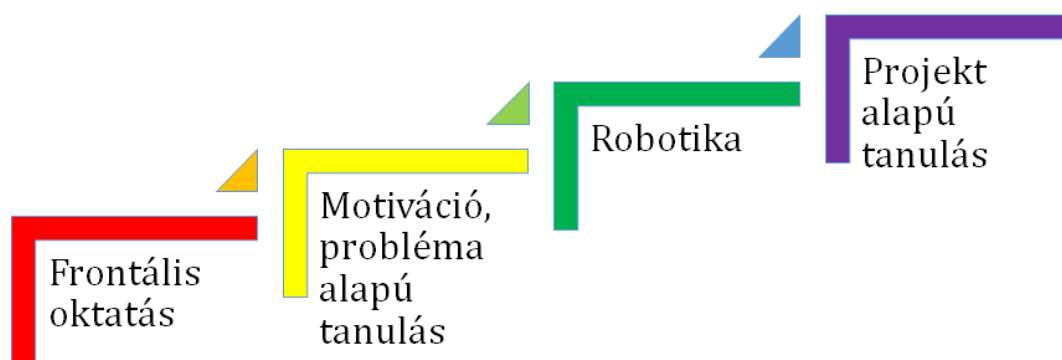 Frontális
oktatás
Motiváció,
probléma
alapú
tanulás
Robotika
Projekt
alapú
tanulás